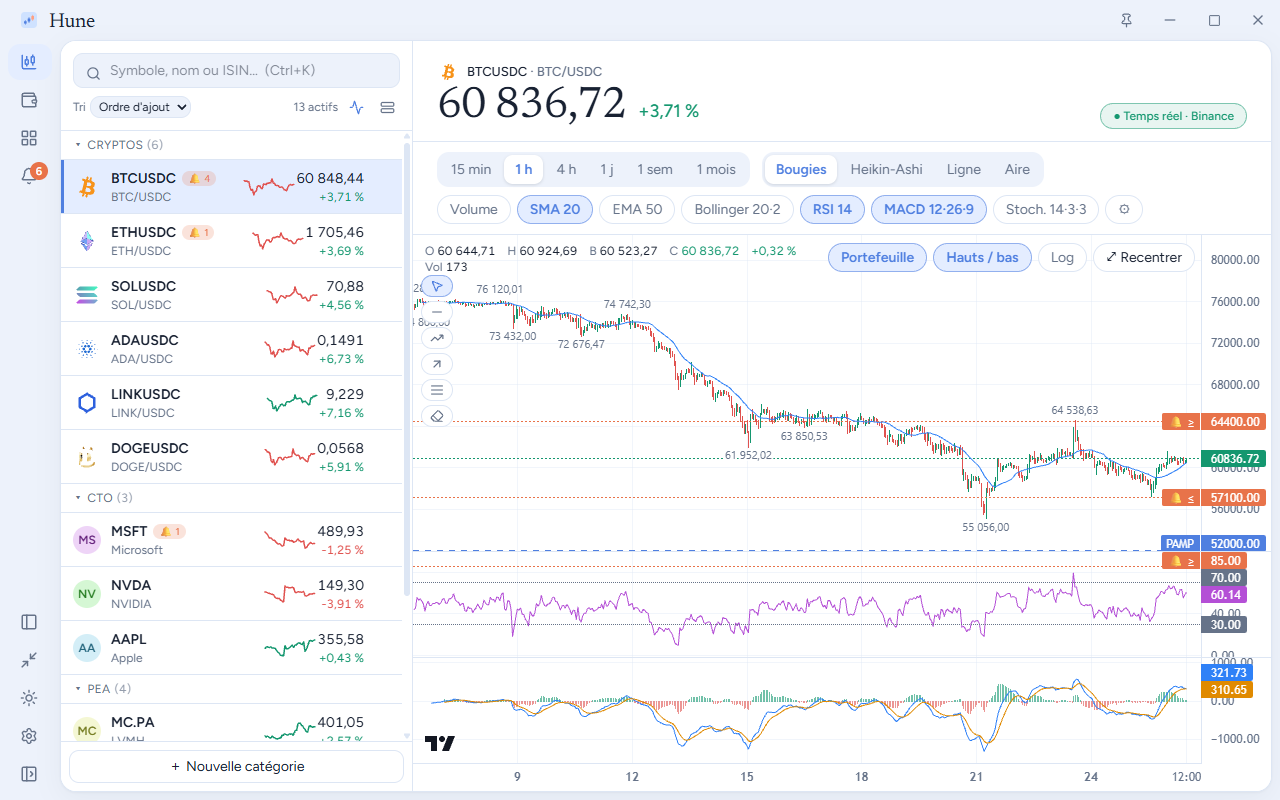 Hune
Symbole, nom ou ISIN… (Ctrl+K)
Tri Ordre d'ajout 13 actifs
CRYPTOS (6)
BTCUSDC 4 60 848,44
BTC/USDC +3,71 %
ETHUSDC 1 1 705,46
ETH/USDC +3,69 %
SOLUSDC 70,88
SOL/USDC +4,56 %
ADAUSDC 0,1491
ADA/USDC +6,73 %
LINKUSDC 9,229
LINK/USDC +7,16 %
DOGEUSDC 0,0568
DOGE/USDC +5,91 %
CTO (3)
MS MSFT 1 489,93
Microsoft -1,25 %
NV NVDA 149,30
NVIDIA -3,91 %
AA AAPL 355,58
Apple +0,43 %
PEA (4)
MC MC.PA 401,05
LVMH +2,57 %
+ Nouvelle catégorie
6
BTCUSDC · BTC/USDC
60 836,72 +3,71 %
● Temps réel · Binance
15 min 1 h 4 h 1 j 1 sem 1 mois Bougies Heikin-Ashi Ligne Aire
Volume SMA 20 EMA 50 Bollinger 20·2 RSI 14 MACD 12·26·9 Stoch. 14·3·3
O 60 644,71 H 60 924,69 B 60 523,27 C 60 836,72 +0,32 %
Vol 173
Portefeuille Hauts / bas Log Recentrer
80000.00
76 120,01
74 742,30
76000.00
73 432,00
72 676,47
72000.00
68000.00
64 538,63
≥ 64400.00
63 850,53
61 952,02
60836.72
60000.00
≤ 57100.00
56000.00
55 056,00
PAMP 52000.00
≥ 85.00
70.00
60.14
40.00
30.00
0.00
1000.00
321.73
310.65
0.00
−1000.00
9 12 15 18 21 24 12:00